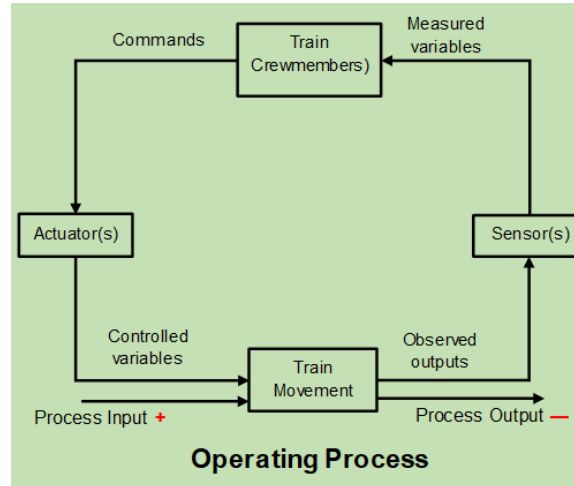 Commands
Train
Crewmembers)
Measured
variables
Actuator(s)
Sensor(s)
Controlled
variables
Train
Movement
Observed
outputs
Process Input +
Process Output —
Operating Process